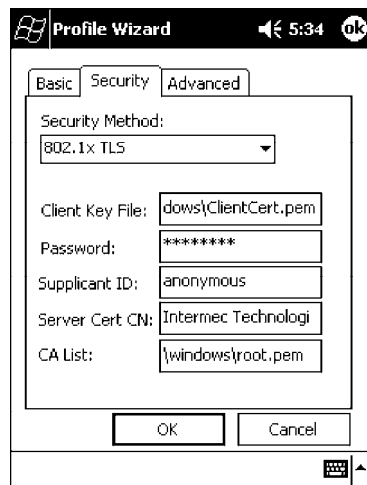 Profile Wizard 5:34 ok
Basic Security Advanced
Security Method:
802.1x TLS
Client Key File: dows\ClientCert.pem
Password: ********
Supplicant ID: anonymous
Server Cert CN: Intermec Technologi
CA List: \windows\root.pem
OK Cancel